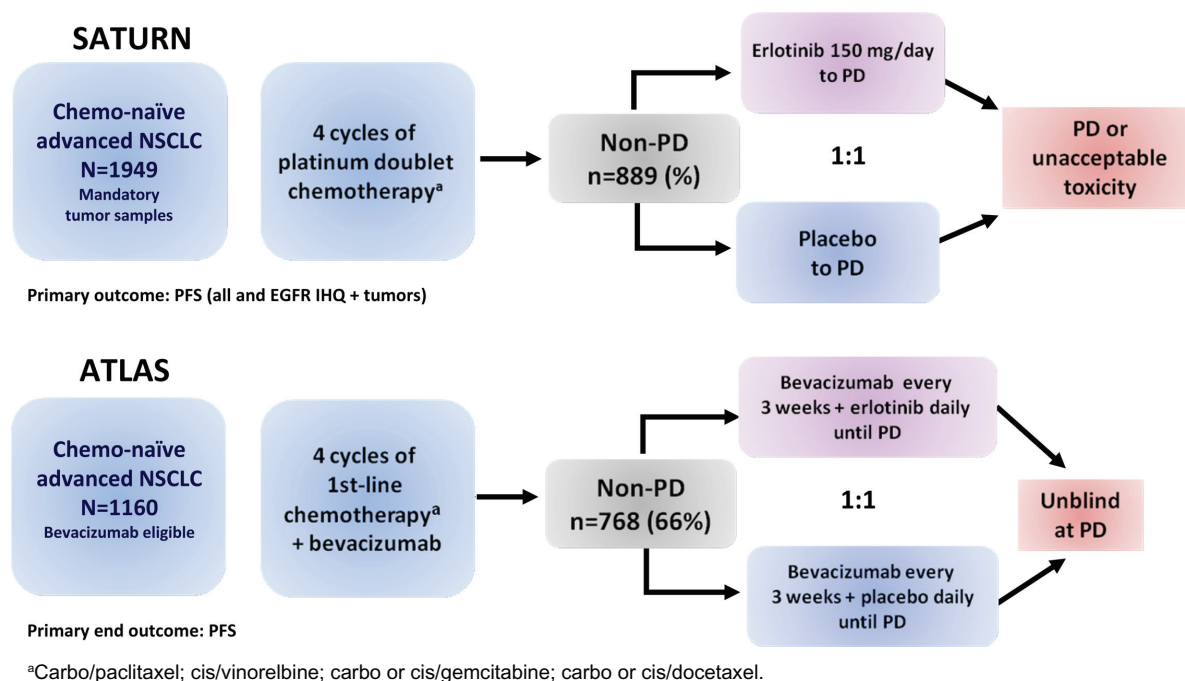 SATURN
Chemo-naïve
advanced NSCLC
N=1949
Mandatory
tumor samples
4 cycles of
platinum doublet
chemotherapyᵃ
Non-PD
n=889 (%)
Erlotinib 150 mg/day
to PD
1:1
Placebo
to PD
PD or
unacceptable
toxicity
Primary outcome: PFS (all and EGFR IHQ + tumors)
ATLAS
Chemo-naïve
advanced NSCLC
N=1160
Bevacizumab eligible
4 cycles of
1st-line
chemotherapyᵃ
+ bevacizumab
Non-PD
n=768 (66%)
Bevacizumab every
3 weeks + erlotinib daily
until PD
1:1
Bevacizumab every
3 weeks + placebo daily
until PD
Unblind
at PD
Primary end outcome: PFS
ᵃCarbo/paclitaxel; cis/vinorelbine; carbo or cis/gemcitabine; carbo or cis/docetaxel.